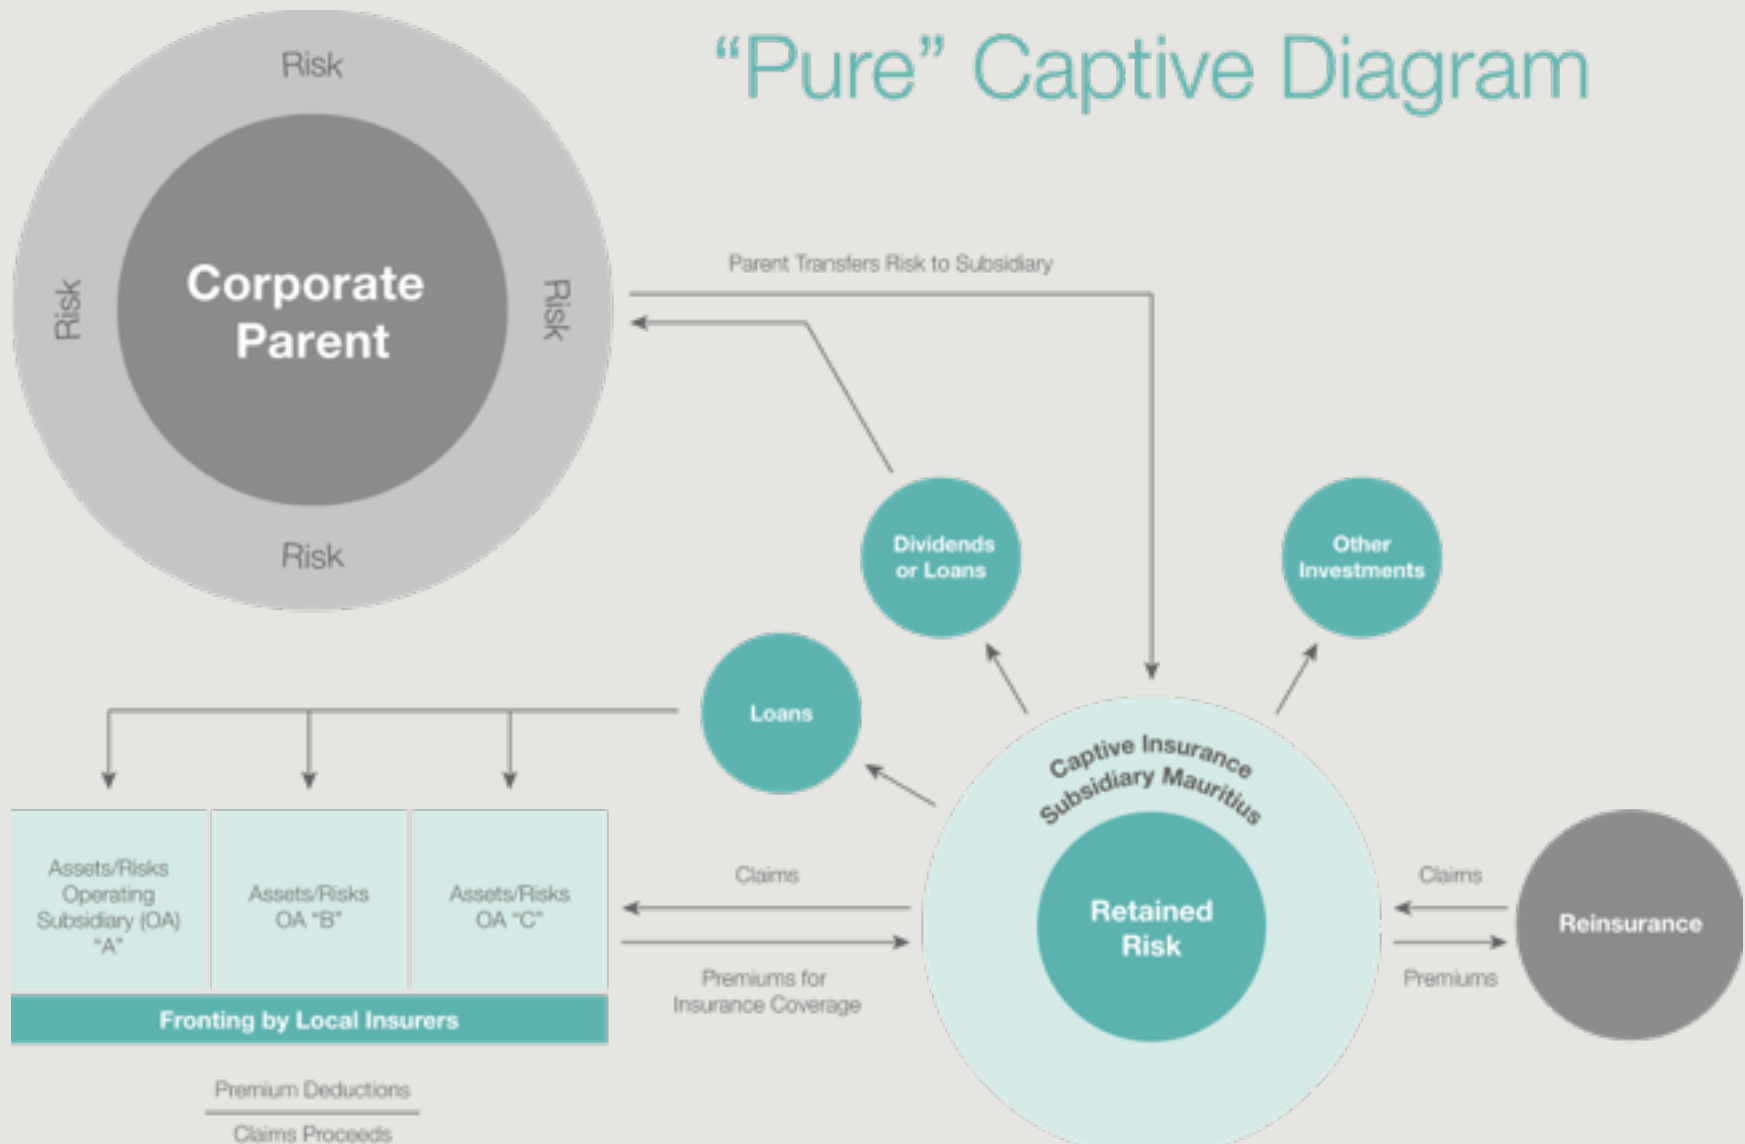 “Pure” Captive Diagram
Risk
Risk
Corporate
Parent
Risk
Risk
Parent Transfers Risk to Subsidiary
Dividends
or Loans
Other
Investments
Loans
Captive Insurance
Subsidiary Mauritius
Retained
Risk
Assets/Risks
Operating
Subsidiary (OA)
“A”
Assets/Risks
OA “B”
Assets/Risks
OA “C”
Fronting by Local Insurers
Claims
Premiums for
Insurance Coverage
Claims
Premiums
Reinsurance
Premium Deductions
Claims Proceeds